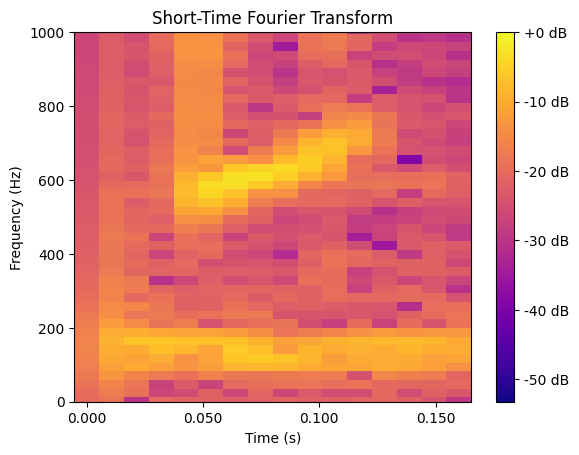 Short-Time Fourier Transform
1000
800
600
400
200
0
Frequency (Hz)
0.000
0.050
0.100
0.150
Time (s)
+0 dB
-10 dB
-20 dB
-30 dB
-40 dB
-50 dB